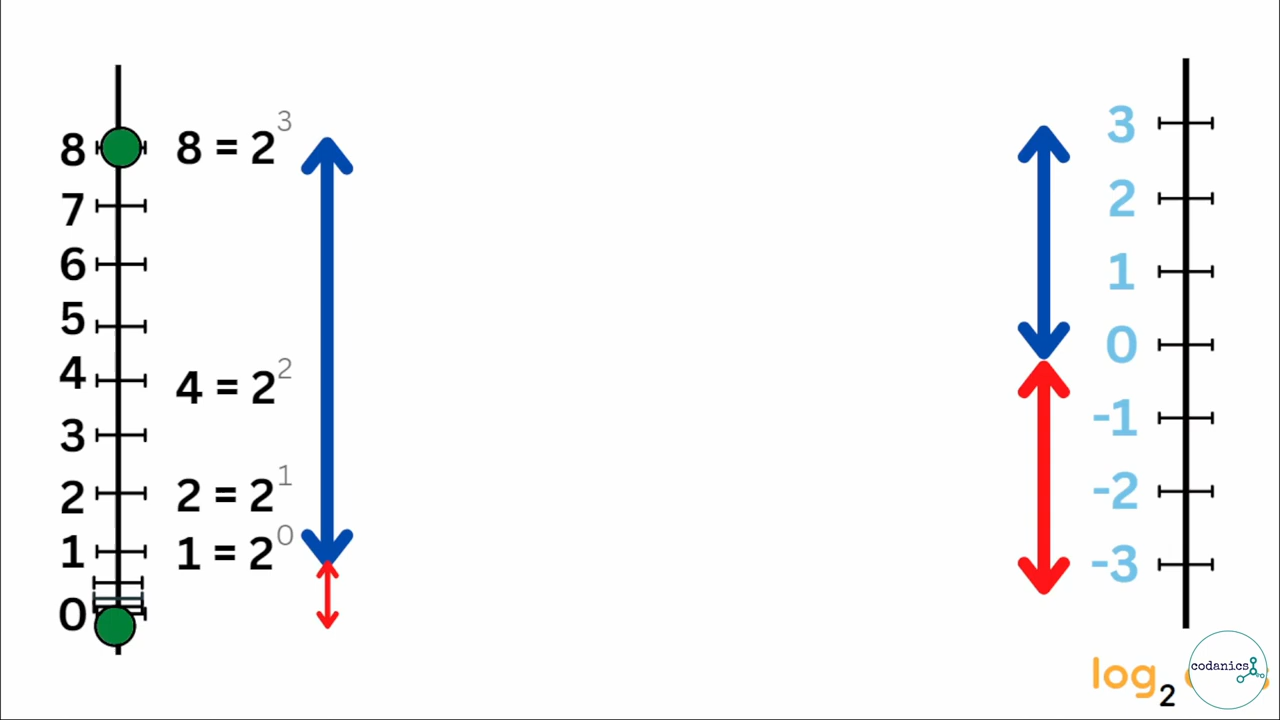 8
8 = 2³
7
6
5
4
4 = 2²
3
2
2 = 2¹
1
1 = 2⁰
0
3
2
1
0
-1
-2
-3
log₂
codanics